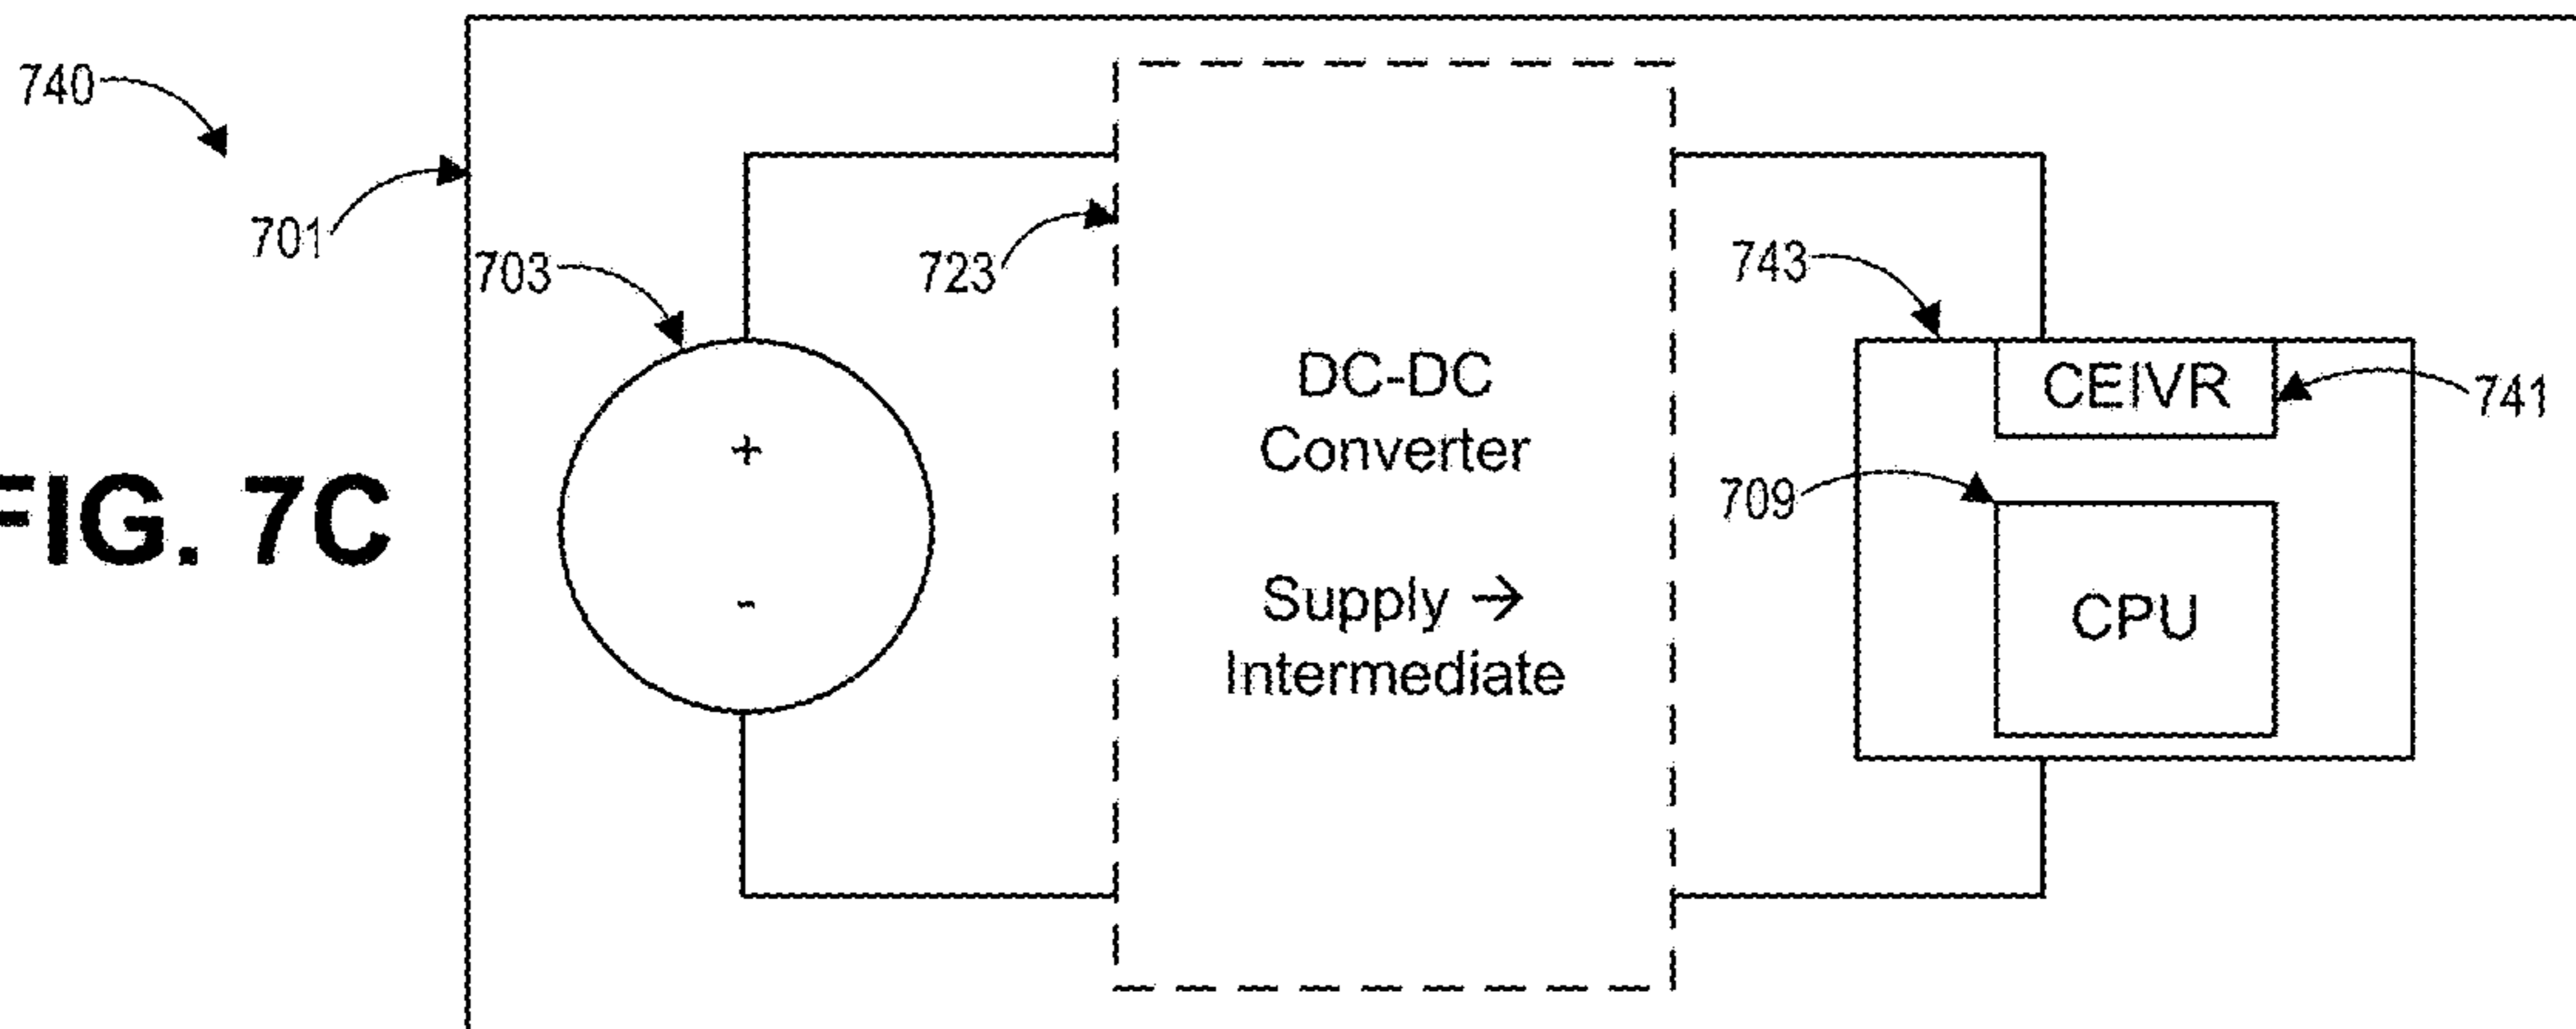 740
701
703
723
743
741
709
DC-DC
Converter
Supply →
Intermediate
+
-
CEIVR
CPU
FIG. 7C